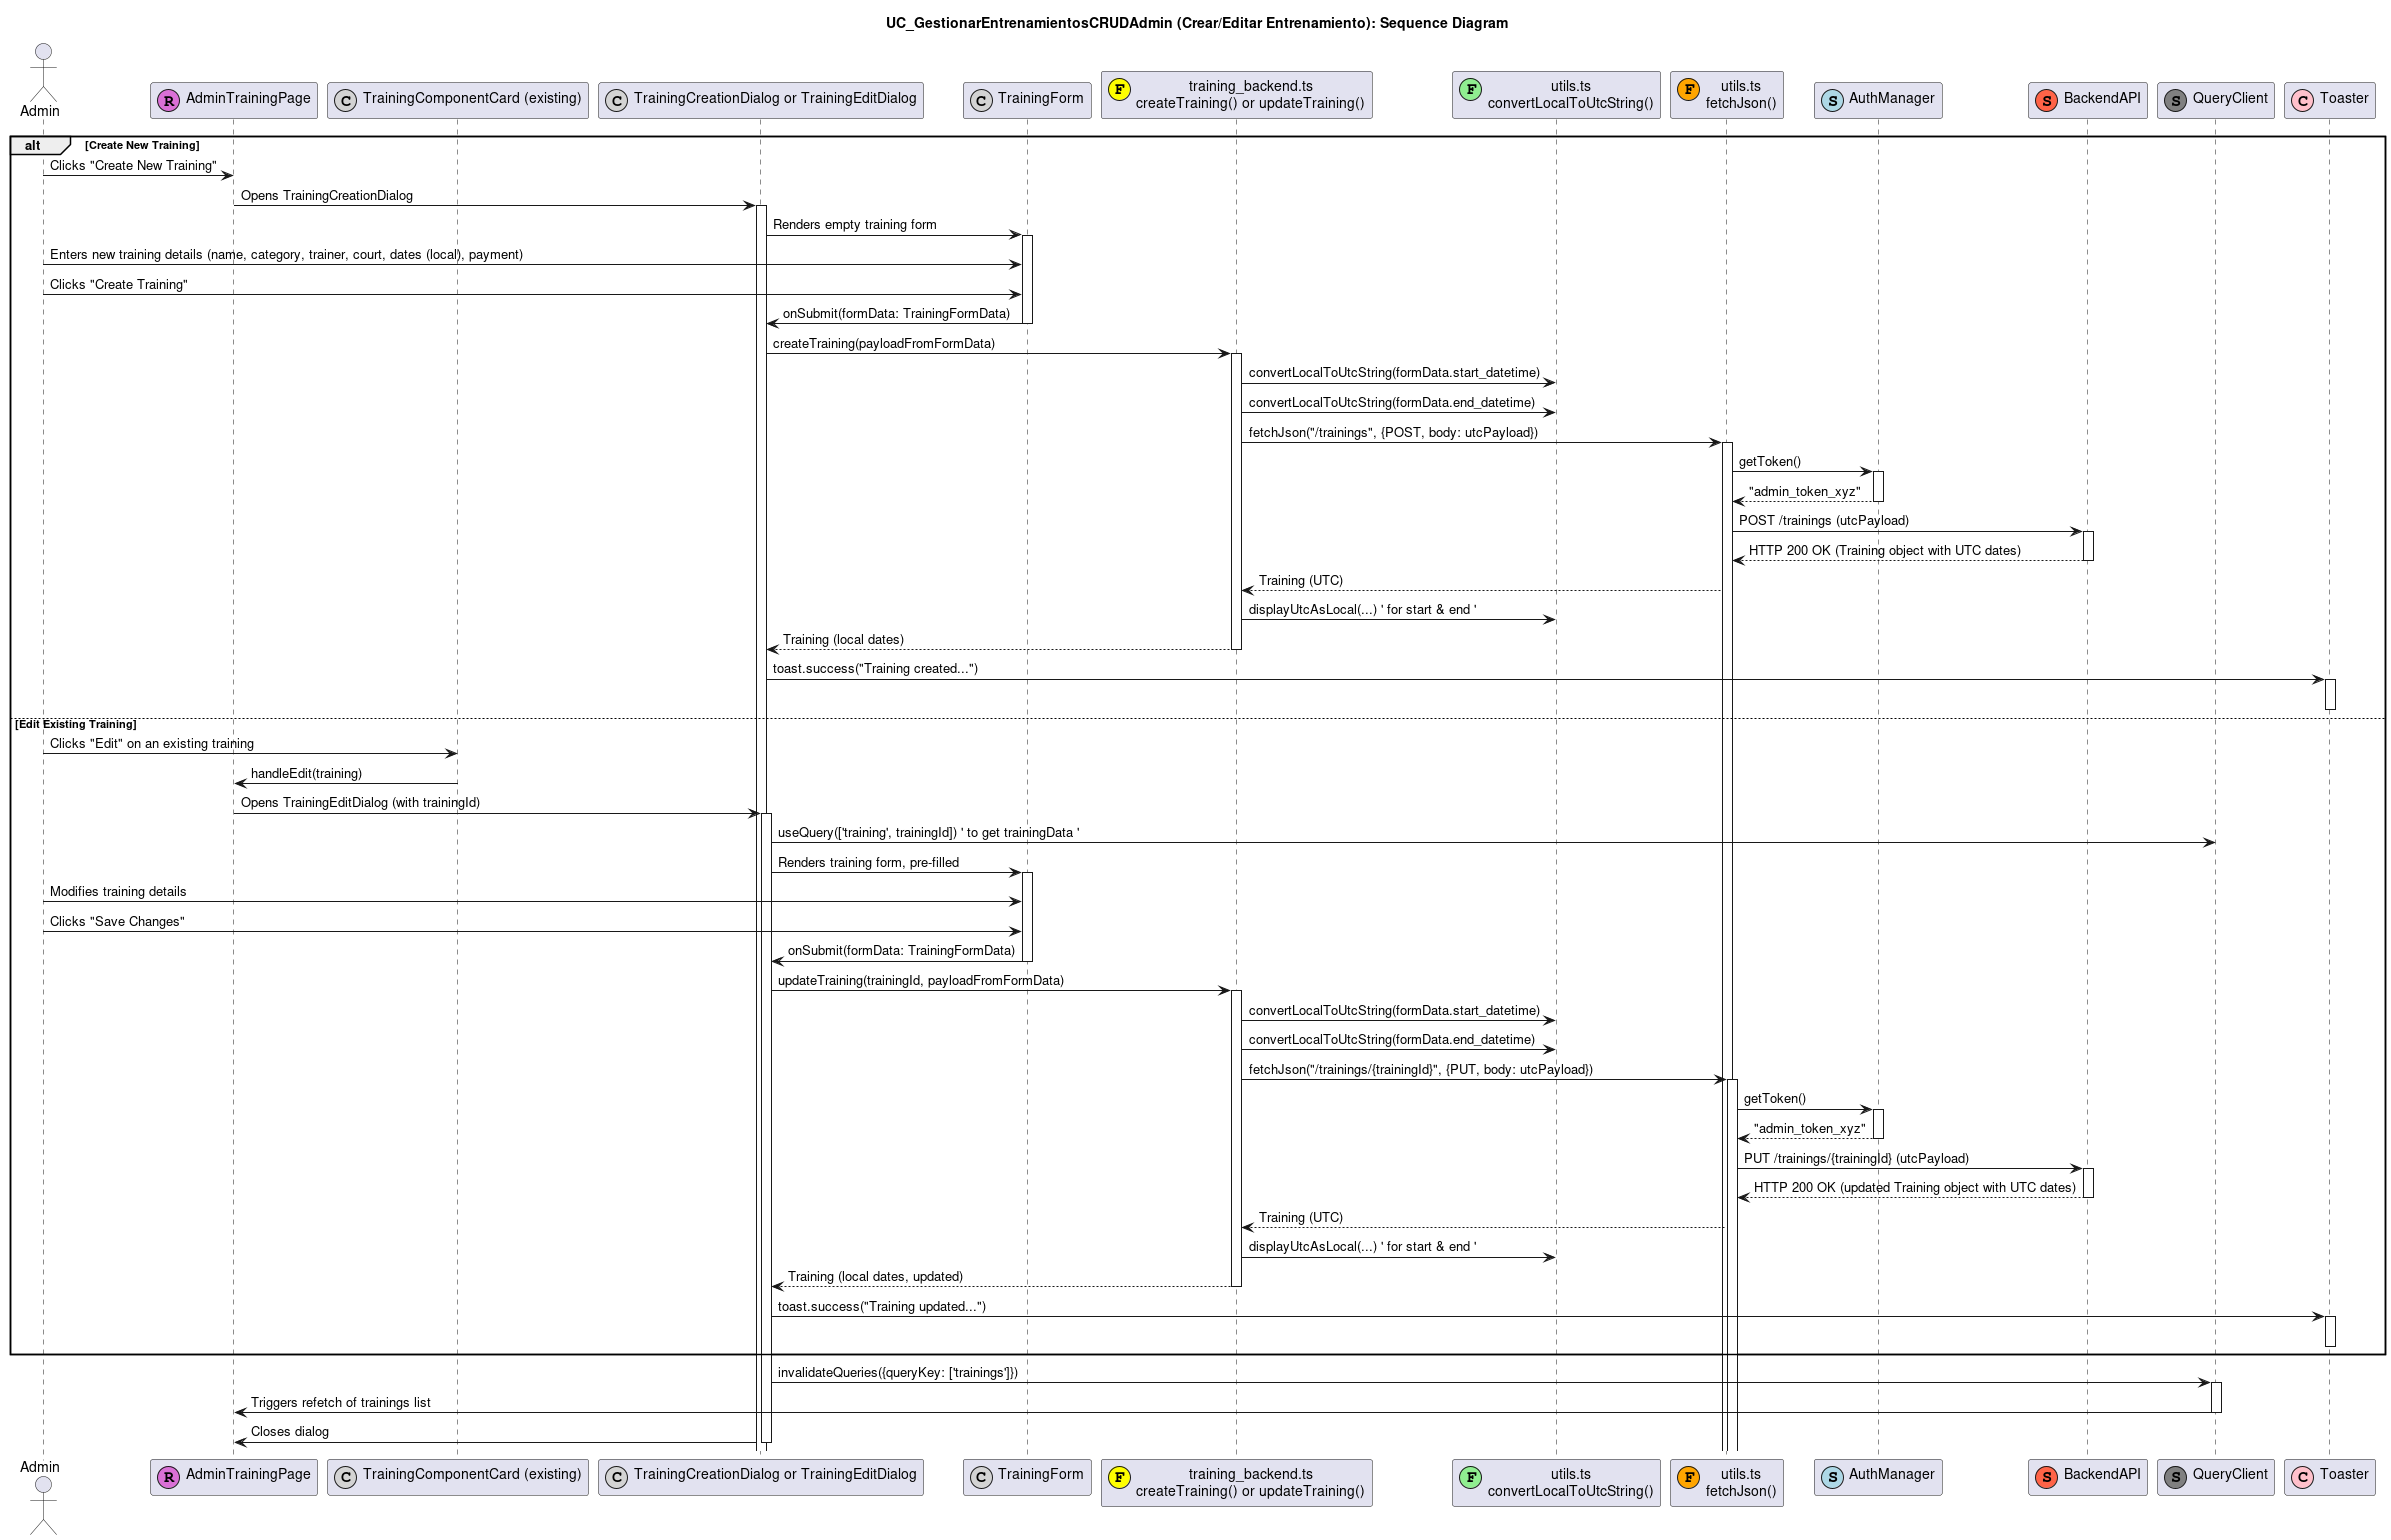 UC_GestionarEntrenamientosCRUDAdmin (Crear/Editar Entrenamiento): Sequence Diagram
Admin
R AdminTrainingPage
C TrainingComponentCard (existing)
C TrainingCreationDialog or TrainingEditDialog
C TrainingForm
F training_backend.ts
createTraining() or updateTraining()
F utils.ts
convertLocalToUtcString()
F utils.ts
fetchJson()
S AuthManager
S BackendAPI
S QueryClient
C Toaster
alt [Create New Training]
Clicks "Create New Training"
Opens TrainingCreationDialog
Renders empty training form
Enters new training details (name, category, trainer, court, dates (local), payment)
Clicks "Create Training"
onSubmit(formData: TrainingFormData)
createTraining(payloadFromFormData)
convertLocalToUtcString(formData.start_datetime)
convertLocalToUtcString(formData.end_datetime)
fetchJson("/trainings", {POST, body: utcPayload})
getToken()
"admin_token_xyz"
POST /trainings (utcPayload)
HTTP 200 OK (Training object with UTC dates)
Training (UTC)
displayUtcAsLocal(...) ' for start & end '
Training (local dates)
toast.success("Training created...")
[Edit Existing Training]
Clicks "Edit" on an existing training
handleEdit(training)
Opens TrainingEditDialog (with trainingId)
useQuery(['training', trainingId]) ' to get trainingData '
Renders training form, pre-filled
Modifies training details
Clicks "Save Changes"
onSubmit(formData: TrainingFormData)
updateTraining(trainingId, payloadFromFormData)
convertLocalToUtcString(formData.start_datetime)
convertLocalToUtcString(formData.end_datetime)
fetchJson("/trainings/{trainingId}", {PUT, body: utcPayload})
getToken()
"admin_token_xyz"
PUT /trainings/{trainingId} (utcPayload)
HTTP 200 OK (updated Training object with UTC dates)
Training (UTC)
displayUtcAsLocal(...) ' for start & end '
Training (local dates, updated)
toast.success("Training updated...")
invalidateQueries({queryKey: ['trainings']})
Triggers refetch of trainings list
Closes dialog
Admin
R AdminTrainingPage
C TrainingComponentCard (existing)
C TrainingCreationDialog or TrainingEditDialog
C TrainingForm
F training_backend.ts
createTraining() or updateTraining()
F utils.ts
convertLocalToUtcString()
F utils.ts
fetchJson()
S AuthManager
S BackendAPI
S QueryClient
C Toaster